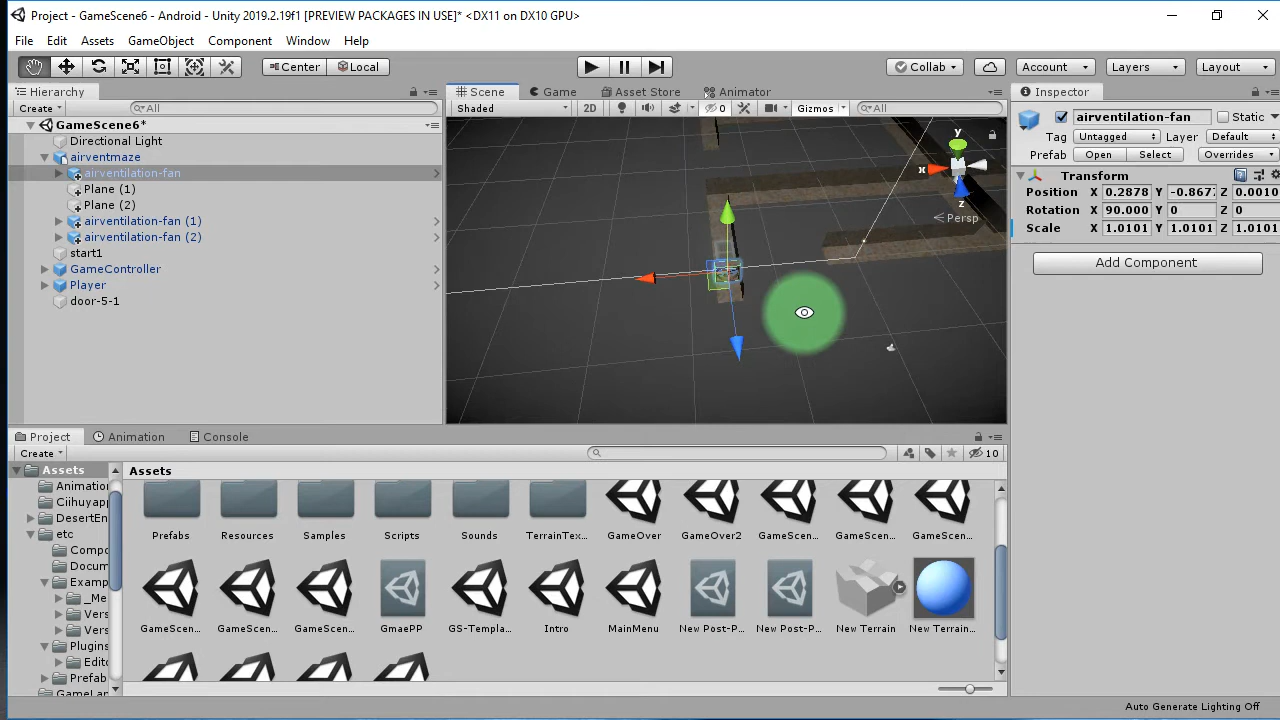 Project - GameScene6 - Android - Unity 2019.2.19f1 [PREVIEW PACKAGES IN USE]* <DX11 on DX10 GPU>
File Edit Assets GameObject Component Window Help
Center Local Collab Account Layers Layout
Hierarchy
Create All
GameScene6*
Directional Light
airventmaze
airventilation-fan
Plane (1)
Plane (2)
airventilation-fan (1)
airventilation-fan (2)
start1
GameController
Player
door-5-1
Scene Game Asset Store Animator
Shaded 2D 0 Gizmos All
y
x
z
Persp
Inspector
airventilation-fan Static
Tag Untagged Layer Default
Prefab Open Select Overrides
Transform
Position X 0.2878 Y -0.8677 Z 0.0010
Rotation X 90.000 Y 0 Z 0
Scale X 1.0101 Y 1.0101 Z 1.0101
Add Component
Project Animation Console
Create 10
Assets
Animation
Ciihuyapp
DesertEn
etc
Compo
Docum
Examp
_Me
Vers
Vers
Plugins
Edito
Prefab
GameLan
Assets
Prefabs Resources Samples Scripts Sounds TerrainTex... GameOver GameOver2 GameScen... GameScen... GameScen...
GameScen... GameScen... GameScen... GmaePP GS-Templa... Intro MainMenu New Post-P... New Post-P... New Terrain New Terrain...
Auto Generate Lighting Off